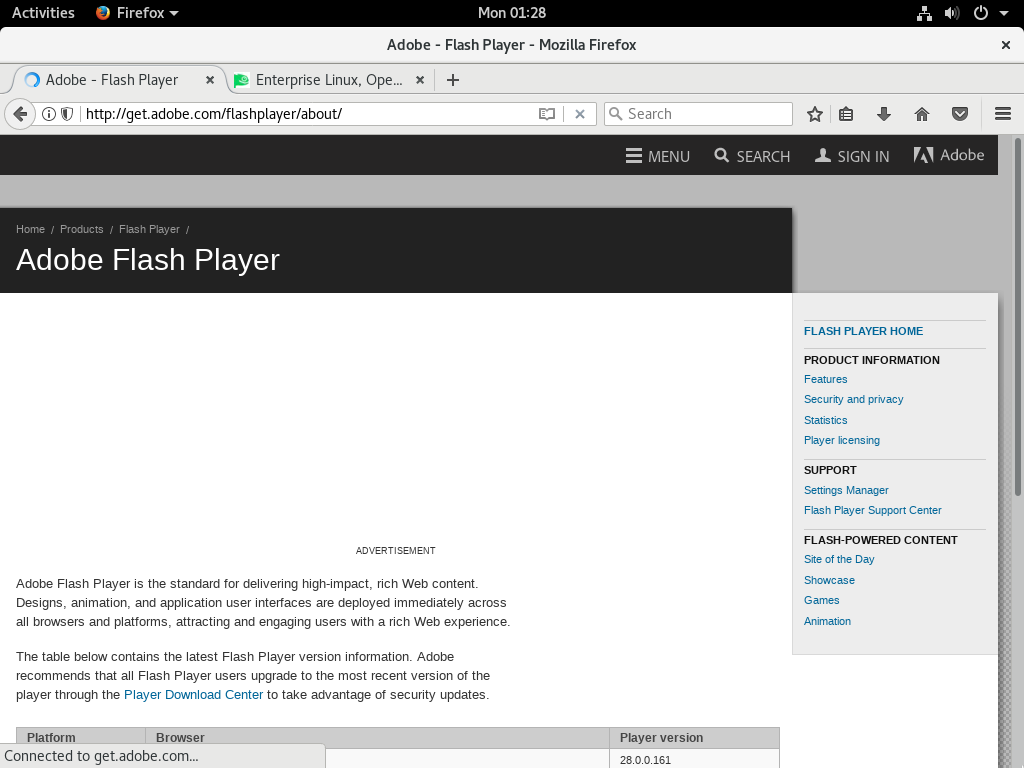 Activities Firefox Mon 01:28
Adobe - Flash Player - Mozilla Firefox
Adobe - Flash Player Enterprise Linux, Ope...
http://get.adobe.com/flashplayer/about/ Search
MENU SEARCH SIGN IN Adobe
Home / Products / Flash Player /
Adobe Flash Player
FLASH PLAYER HOME
PRODUCT INFORMATION
Features
Security and privacy
Statistics
Player licensing
SUPPORT
Settings Manager
Flash Player Support Center
FLASH-POWERED CONTENT
Site of the Day
Showcase
Games
Animation
ADVERTISEMENT
Adobe Flash Player is the standard for delivering high-impact, rich Web content.
Designs, animation, and application user interfaces are deployed immediately across
all browsers and platforms, attracting and engaging users with a rich Web experience.
The table below contains the latest Flash Player version information. Adobe
recommends that all Flash Player users upgrade to the most recent version of the
player through the Player Download Center to take advantage of security updates.
Platform Browser Player version
28.0.0.161
Connected to get.adobe.com...